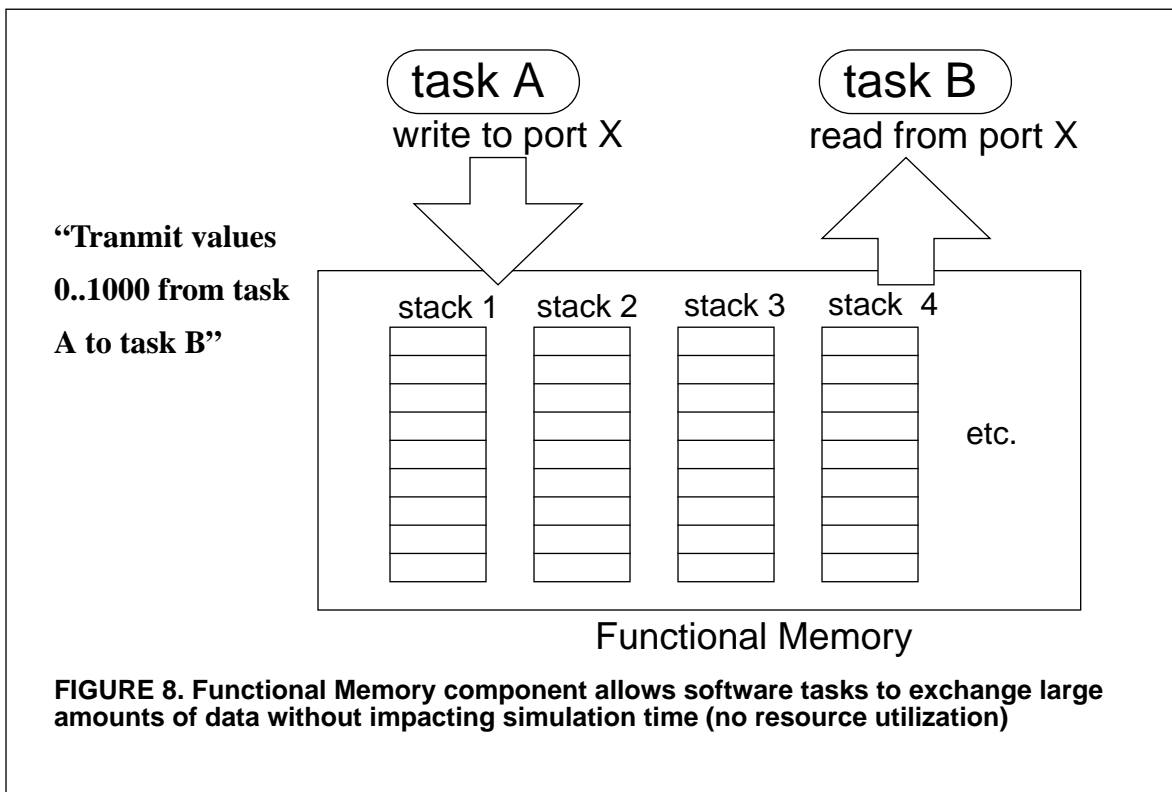 task A
task B
write to port X
read from port X
“Tranmit values
0..1000 from task
A to task B”
stack 1
stack 2
stack 3
stack 4
etc.
Functional Memory
FIGURE 8. Functional Memory component allows software tasks to exchange large
amounts of data without impacting simulation time (no resource utilization)